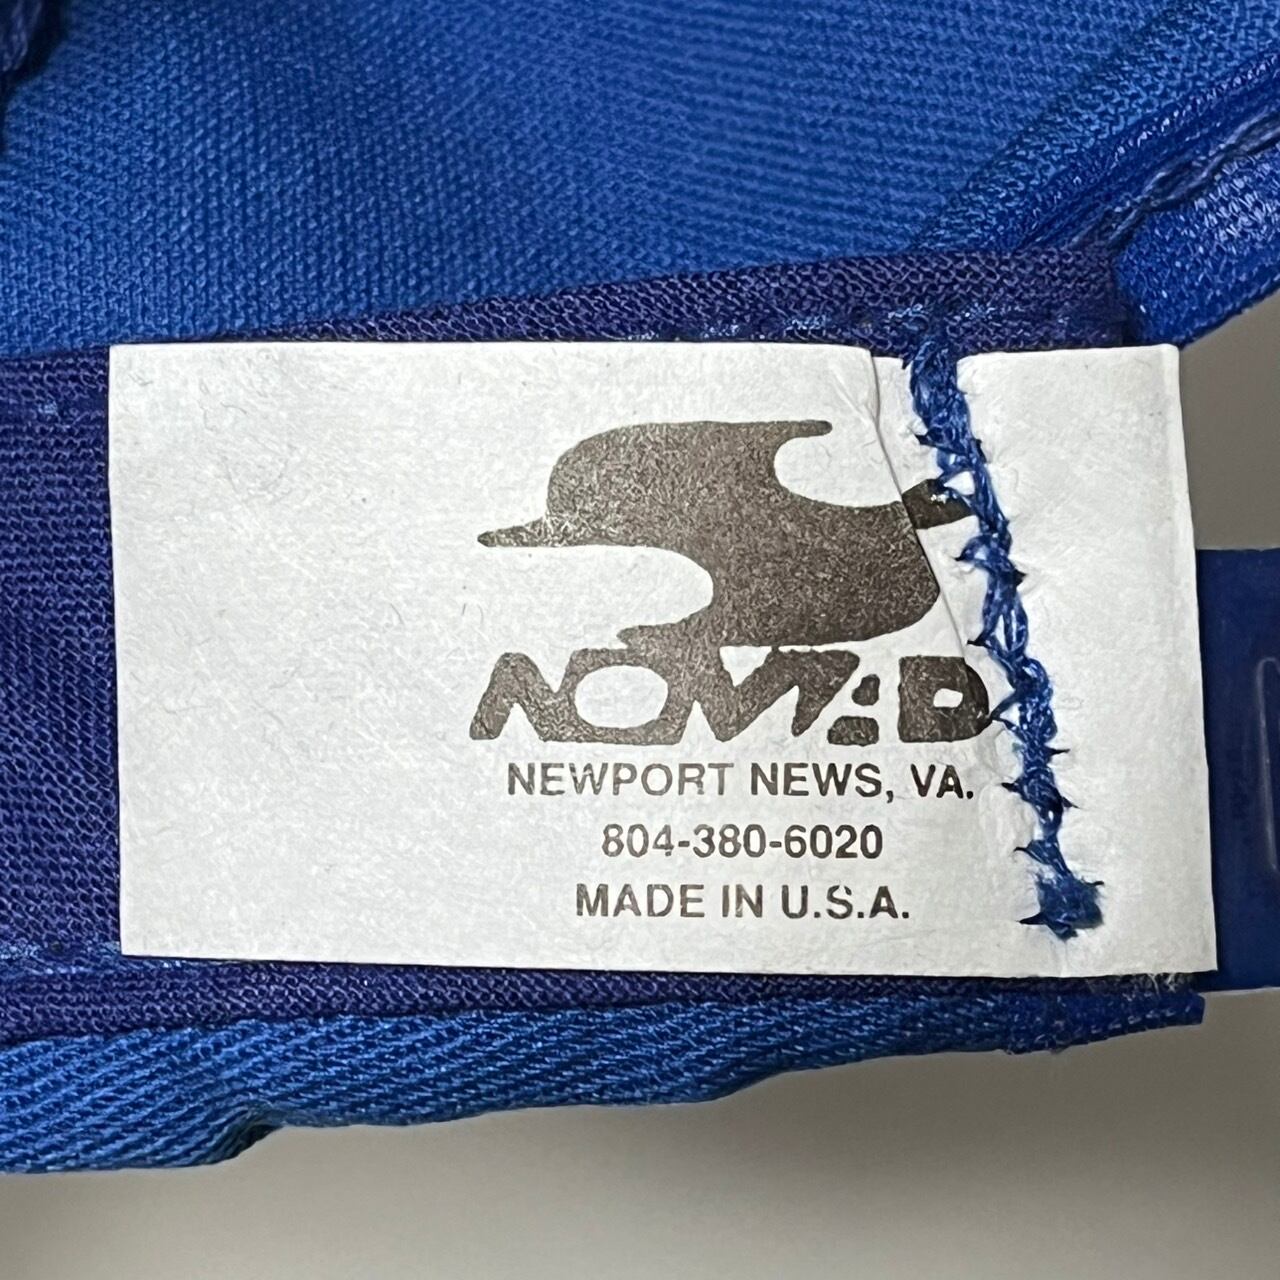 NOMAD
NEWPORT NEWS, VA.
804-380-6020
MADE IN U.S.A.